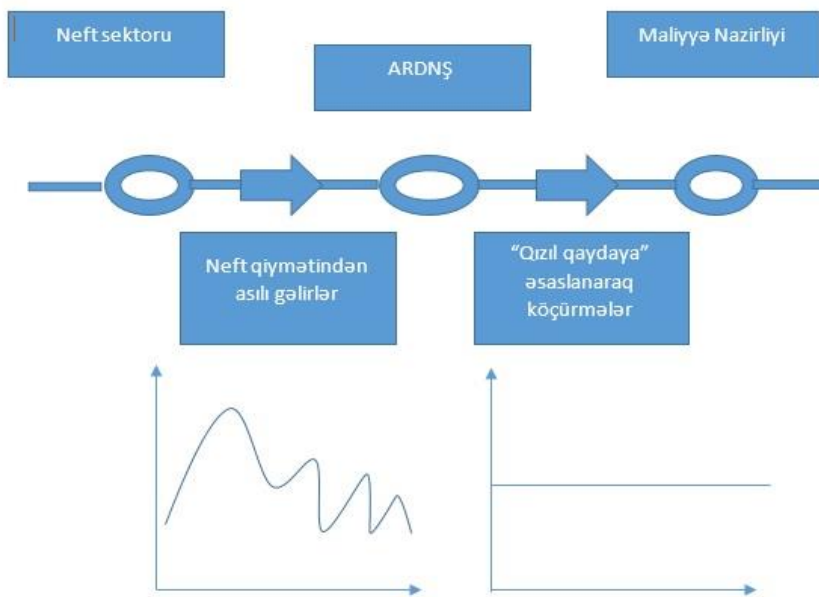 Neft sektoru
ARDNŞ
Maliyyə Nazirliyi
Neft qiymətindən
asılı gəlirlər
“Qızıl qaydaya”
əsaslanaraq
köçürmələr